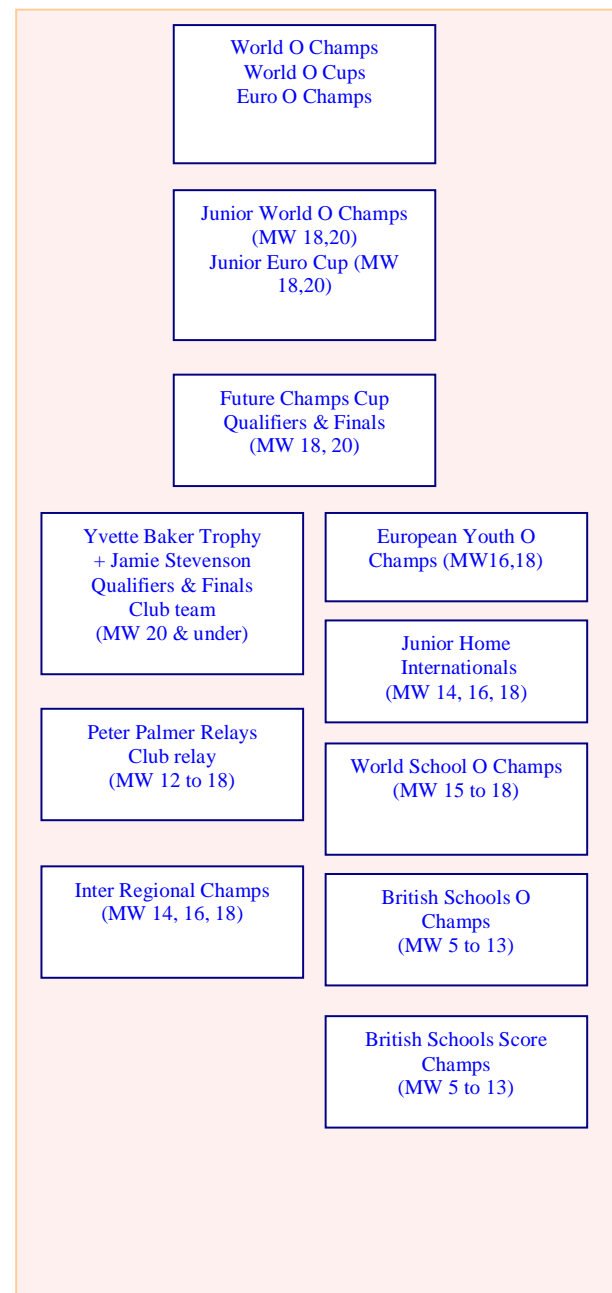 World O Champs
World O Cups
Euro O Champs
Junior World O Champs
(MW 18,20)
Junior Euro Cup (MW
18,20)
Future Champs Cup
Qualifiers & Finals
(MW 18, 20)
Yvette Baker Trophy
+ Jamie Stevenson
Qualifiers & Finals
Club team
(MW 20 & under)
Peter Palmer Relays
Club relay
(MW 12 to 18)
Inter Regional Champs
(MW 14, 16, 18)
European Youth O
Champs (MW16,18)
Junior Home
Internationals
(MW 14, 16, 18)
World School O Champs
(MW 15 to 18)
British Schools O
Champs
(MW 5 to 13)
British Schools Score
Champs
(MW 5 to 13)